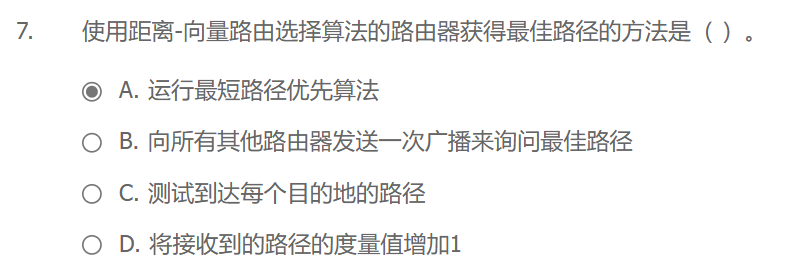 7. 使用距离-向量路由选择算法的路由器获得最佳路径的方法是（ ）。
A. 运行最短路径优先算法
B. 向所有其他路由器发送一次广播来询问最佳路径
C. 测试到达每个目的地的路径
D. 将接收到的路径的度量值增加1